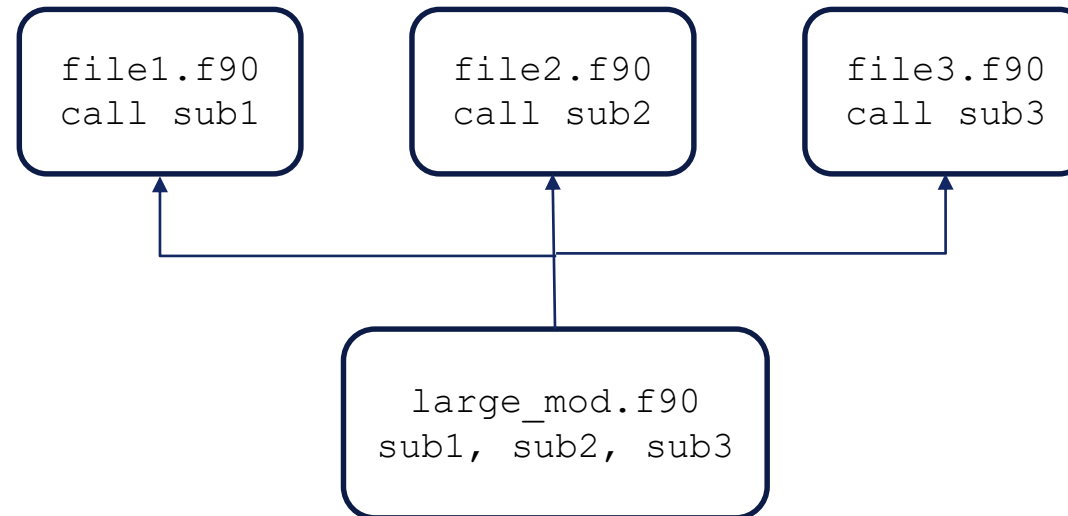 file1.f90
call sub1
file2.f90
call sub2
file3.f90
call sub3
large_mod.f90
sub1, sub2, sub3